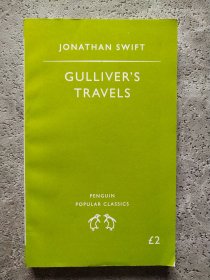 JONATHAN SWIFT
GULLIVER'S
TRAVELS
PENGUIN
POPULAR CLASSICS
£2